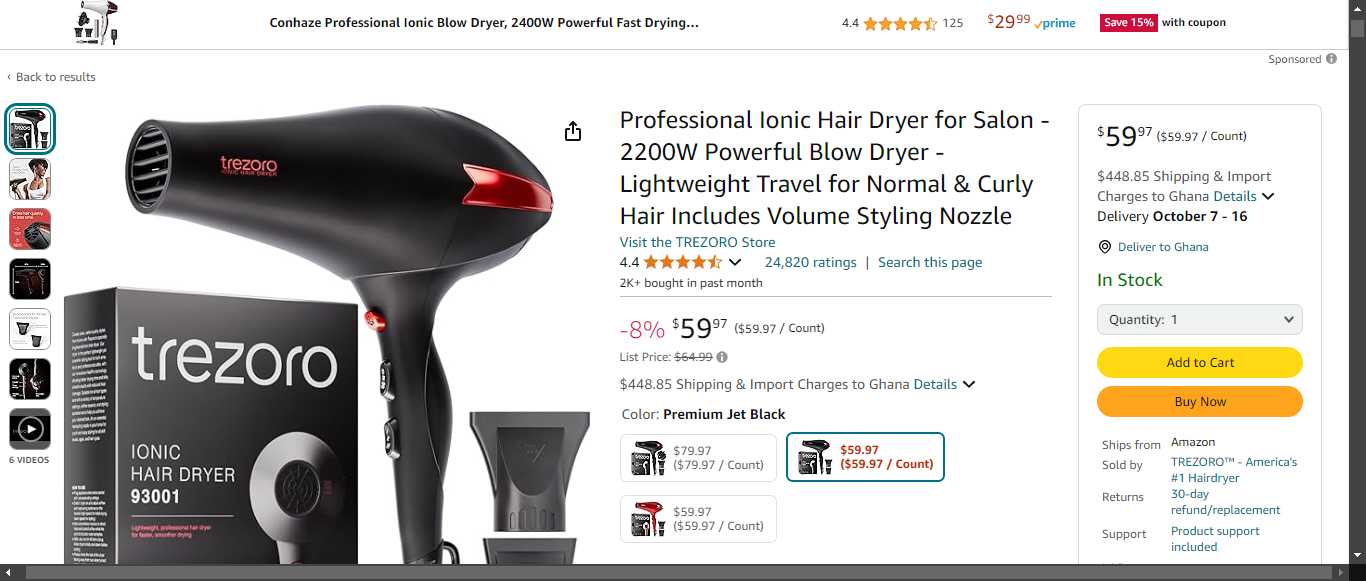 Conhaze Professional Ionic Blow Dryer, 2400W Powerful Fast Drying...
4.4
125
$29.99
prime
Save 15% with coupon
Sponsored
‹ Back to results
6 VIDEOS
trezoro
IONIC HAIR DRYER
trezoro
IONIC
HAIR DRYER
93001
Lightweight, professional hair dryer
for faster, smoother drying
Professional Ionic Hair Dryer for Salon -
2200W Powerful Blow Dryer -
Lightweight Travel for Normal & Curly
Hair Includes Volume Styling Nozzle
Visit the TREZORO Store
4.4
24,820 ratings | Search this page
2K+ bought in past month
-8% $59.97 ($59.97 / Count)
List Price: $64.99
$448.85 Shipping & Import Charges to Ghana Details
Color: Premium Jet Black
$79.97
($79.97 / Count)
$59.97
($59.97 / Count)
$59.97
($59.97 / Count)
$59.97 ($59.97 / Count)
$448.85 Shipping & Import
Charges to Ghana Details
Delivery October 7 - 16
Deliver to Ghana
In Stock
Quantity: 1
Add to Cart
Buy Now
Ships from Amazon
Sold by TREZORO™ - America's
#1 Hairdryer
Returns 30-day
refund/replacement
Support Product support
included